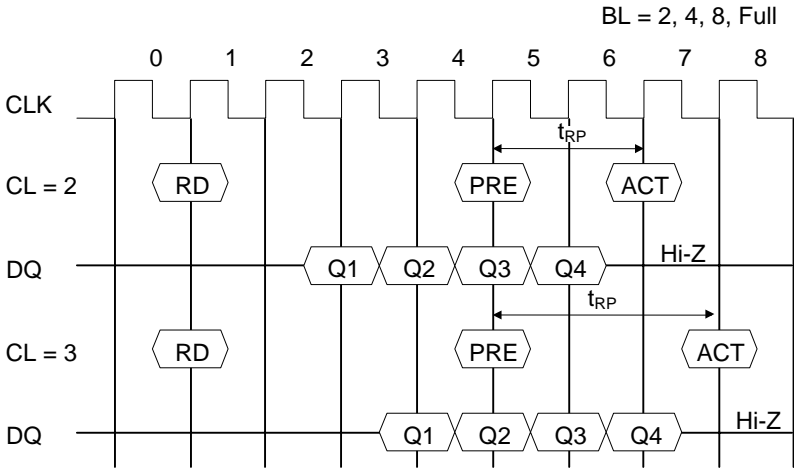 BL = 2, 4, 8, Full
0 1 2 3 4 5 6 7 8
CLK
tRP
CL = 2 RD PRE ACT
DQ Q1 Q2 Q3 Q4 Hi-Z
tRP
CL = 3 RD PRE ACT
DQ Q1 Q2 Q3 Q4 Hi-Z